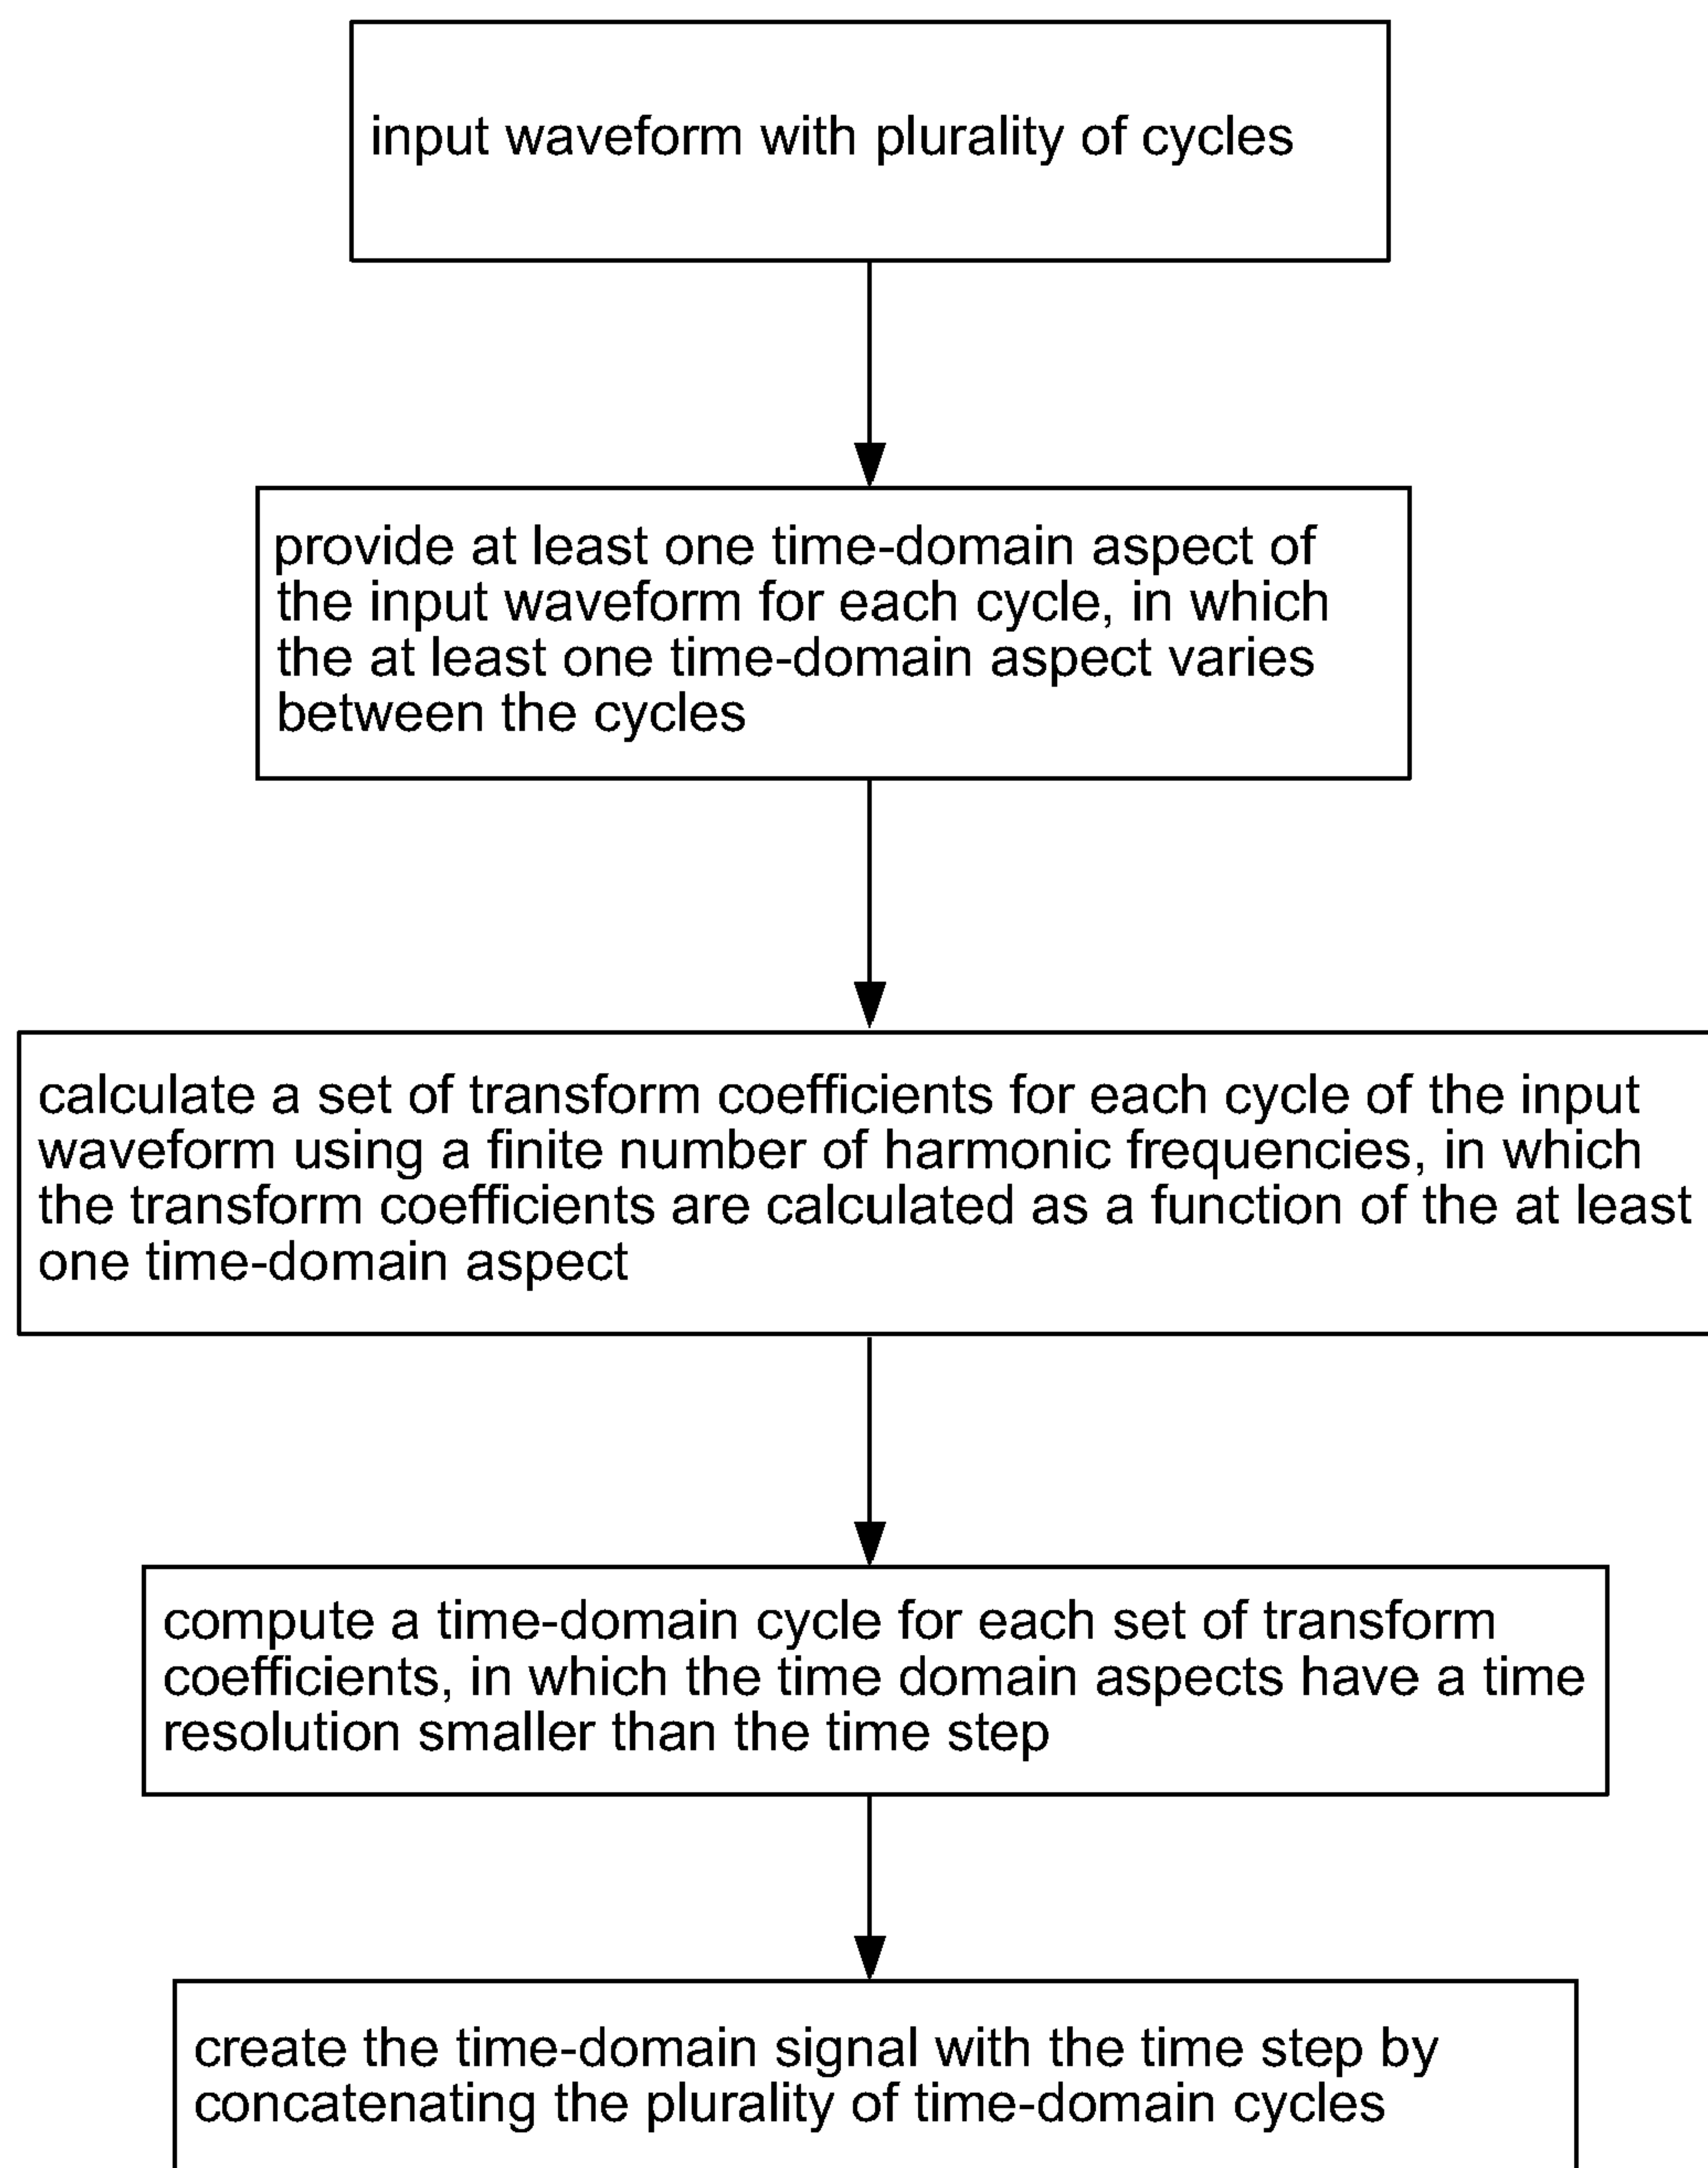 input waveform with plurality of cycles
provide at least one time-domain aspect of
the input waveform for each cycle, in which
the at least one time-domain aspect varies
between the cycles
calculate a set of transform coefficients for each cycle of the input
waveform using a finite number of harmonic frequencies, in which
the transform coefficients are calculated as a function of the at least
one time-domain aspect
compute a time-domain cycle for each set of transform
coefficients, in which the time domain aspects have a time
resolution smaller than the time step
create the time-domain signal with the time step by
concatenating the plurality of time-domain cycles